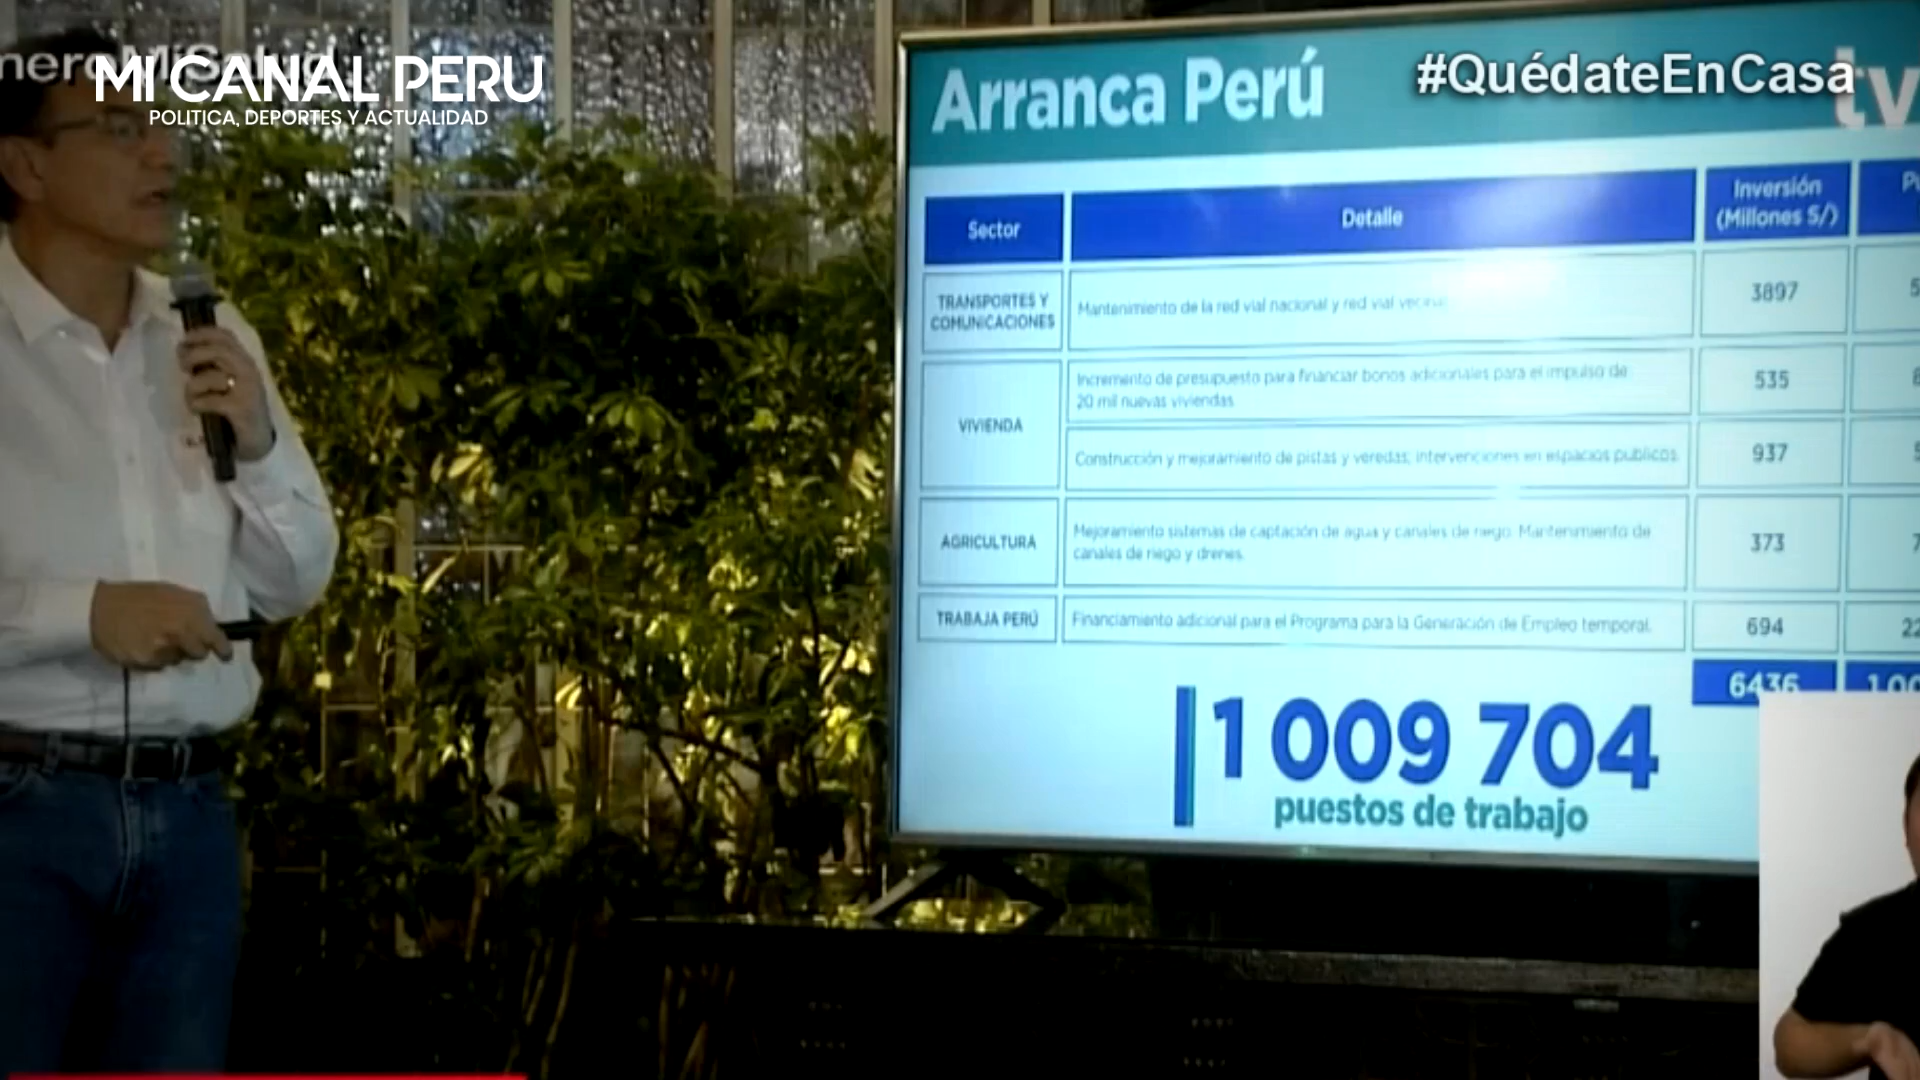 MI CANAL PERU
POLITICA, DEPORTES Y ACTUALIDAD
#QuédateEnCasa
tv
Arranca Perú
Sector
Detalle
Inversión
(Millones S/)
TRANSPORTES Y
COMUNICACIONES
Mantenimiento de la red vial nacional y red vial vecinal
3897
VIVIENDA
Incremento de presupuesto para financiar bonos adicionales para el impulso de
20 mil nuevas viviendas
535
Construcción y mejoramiento de pistas y veredas; intervenciones en espacios públicos.
937
AGRICULTURA
Mejoramiento sistemas de captación de agua y canales de riego. Mantenimiento de
canales de riego y drenes.
373
TRABAJA PERÚ
Financiamiento adicional para el Programa para la Generación de Empleo temporal.
694
6436
1 009 704
puestos de trabajo